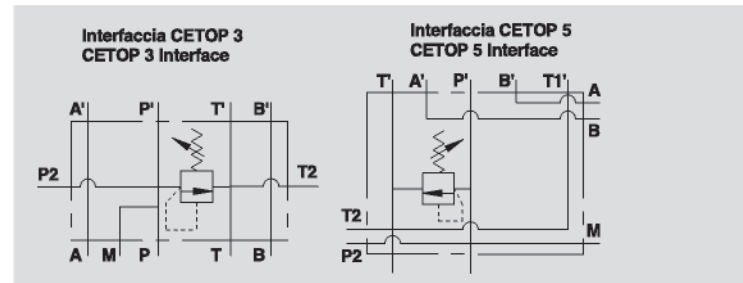 Interfaccia CETOP 3
CETOP 3 Interface
A' P' T' B'
P2 T2
A M P T B
Interfaccia CETOP 5
CETOP 5 Interface
T' A' P' B' T1'
A
B
T2
M
P2